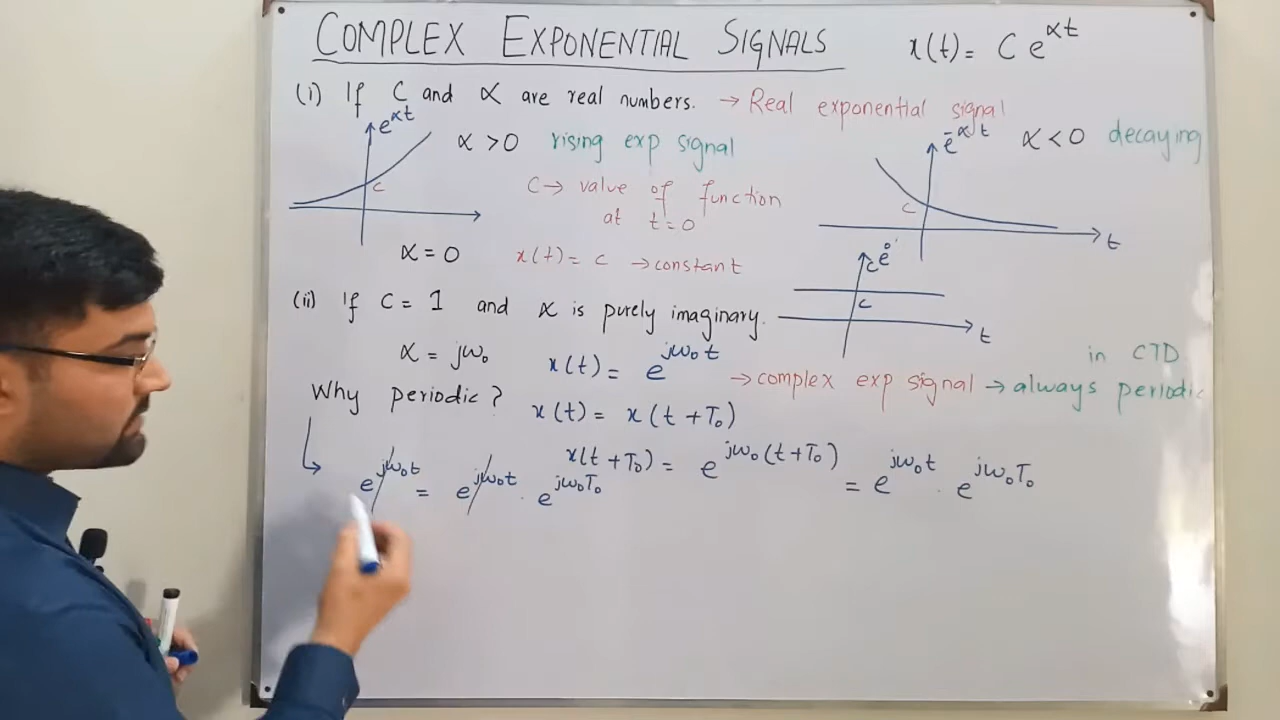 COMPLEX EXPONENTIAL SIGNALS x(t) = C e^{αt}
(i) If C and α are real numbers. → Real exponential signal
e^{αt} α > 0 rising exp signal e^{-αt} α < 0 decaying
C C → value of function C
at t = 0 t
α = 0 x(t) = c → constant c e^{0}
(ii) If C = 1 and α is purely imaginary. C t
α = jω₀ x(t) = e^{jω₀t} → complex exp signal → always periodic
in CTD
Why periodic? x(t) = x(t + T₀)
x(t + T₀) = e^{jω₀(t+T₀)} = e^{jω₀t} · e^{jω₀T₀}
e^{jω₀t} = e^{jω₀t} · e^{jω₀T₀}